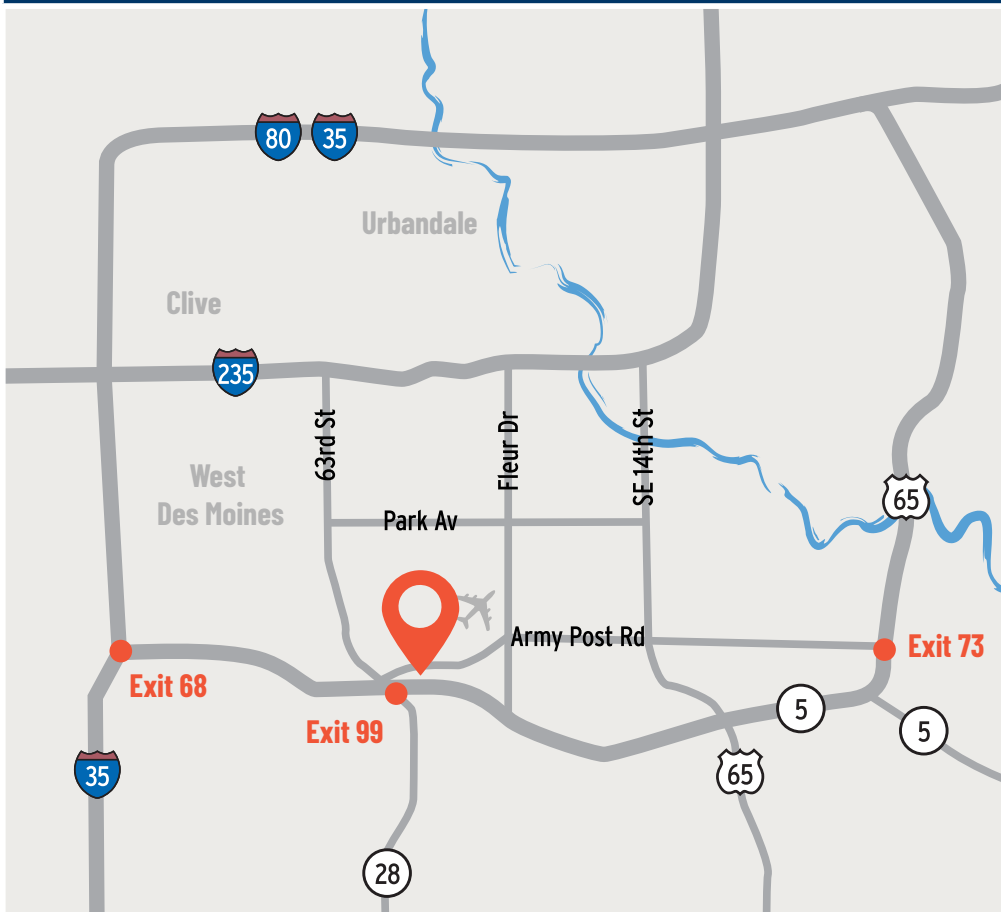 80
35
Urbandale
Clive
235
63rd St
Fleur Dr
SE 14th St
West
Des Moines
65
Park Av
Army Post Rd
Exit 73
Exit 68
Exit 99
5
5
35
65
28